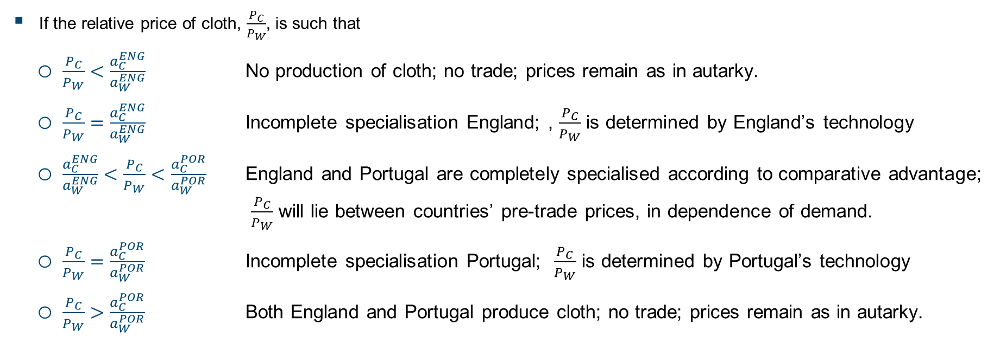 ▪ If the relative price of cloth, $\frac{P_C}{P_W}$, is such that
○ $\frac{P_C}{P_W} < \frac{a_C^{ENG}}{a_W^{ENG}}$ No production of cloth; no trade; prices remain as in autarky.
○ $\frac{P_C}{P_W} = \frac{a_C^{ENG}}{a_W^{ENG}}$ Incomplete specialisation England; , $\frac{P_C}{P_W}$ is determined by England’s technology
○ $\frac{a_C^{ENG}}{a_W^{ENG}} < \frac{P_C}{P_W} < \frac{a_C^{POR}}{a_W^{POR}}$ England and Portugal are completely specialised according to comparative advantage;
$\frac{P_C}{P_W}$ will lie between countries’ pre-trade prices, in dependence of demand.
○ $\frac{P_C}{P_W} = \frac{a_C^{POR}}{a_W^{POR}}$ Incomplete specialisation Portugal; $\frac{P_C}{P_W}$ is determined by Portugal’s technology
○ $\frac{P_C}{P_W} > \frac{a_C^{POR}}{a_W^{POR}}$ Both England and Portugal produce cloth; no trade; prices remain as in autarky.